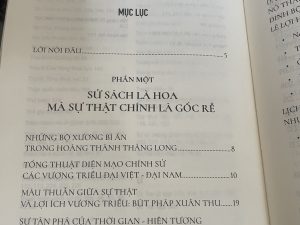 MỤC LỤC
LỜI NÓI ĐẦU 5
PHẦN MỘT
SỬ SÁCH LÀ HOA
MÀ SỰ THẬT CHÍNH LÀ GỐC RỄ
NHỮNG BỘ XƯƠNG BÍ ẨN
TRONG HOÀNG THÀNH THĂNG LONG 8
TỔNG THUẬT DIỆN MẠO CHÍNH SỬ
CÁC VƯƠNG TRIỀU ĐẠI VIỆT - ĐẠI NAM 10
MÂU THUẪN GIỮA SỰ THẬT
VÀ LỢI ÍCH VƯƠNG TRIỀU: BÚT PHÁP XUÂN THU 19
SỰ TÀN PHÁ CỦA THỜI GIAN - HIỆN TƯỢNG